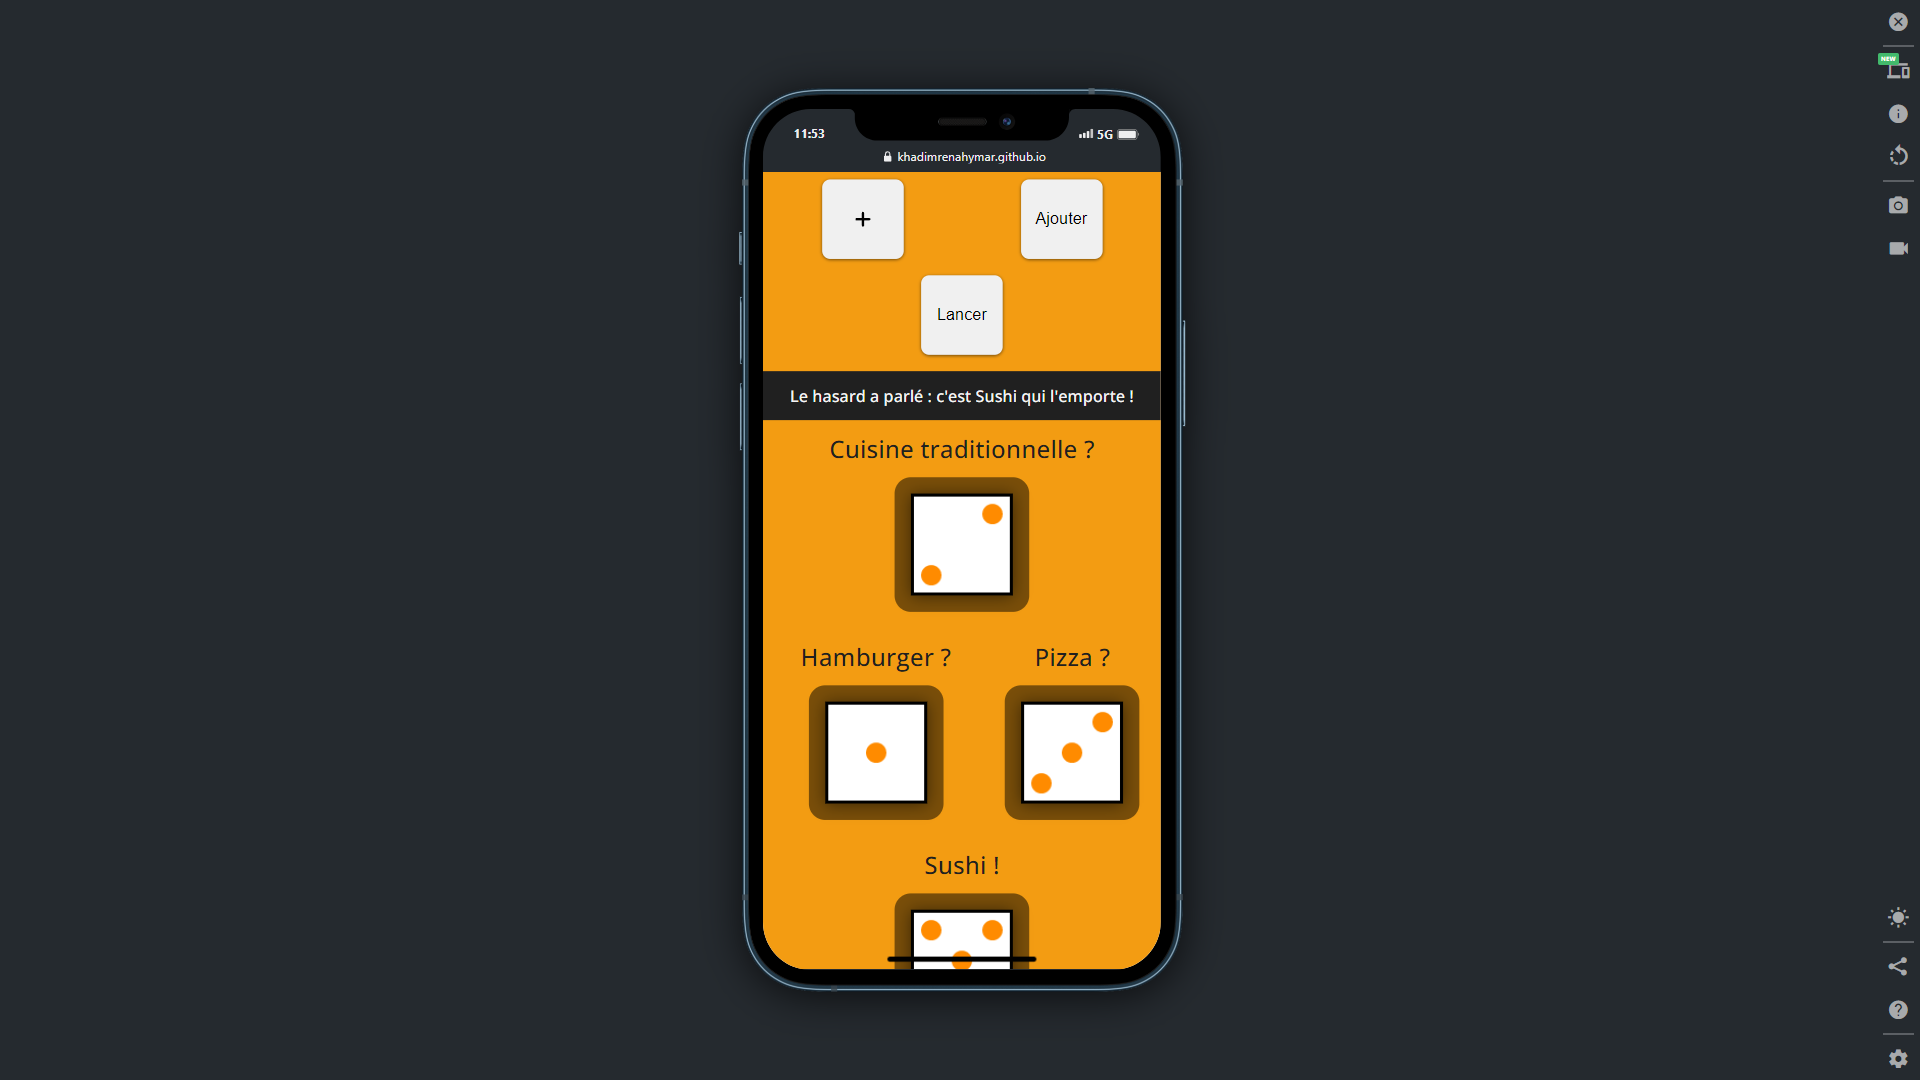 NEW
11:53
5G
khadimrenahymar.github.io
+
Ajouter
Lancer
Le hasard a parlé : c'est Sushi qui l'emporte !
Cuisine traditionnelle ?
Hamburger ?
Pizza ?
Sushi !